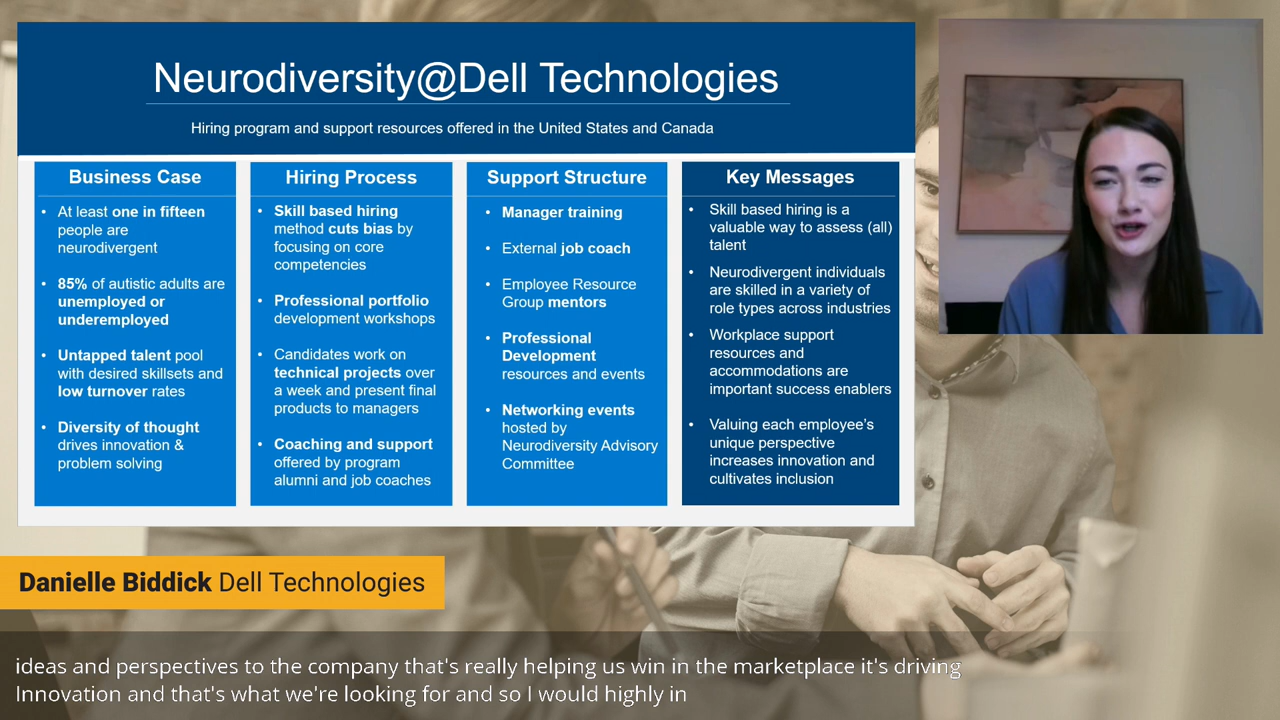 Neurodiversity@Dell Technologies
Hiring program and support resources offered in the United States and Canada
Business Case
• At least one in fifteen
people are
neurodivergent
• 85% of autistic adults are
unemployed or
underemployed
• Untapped talent pool
with desired skillsets and
low turnover rates
• Diversity of thought
drives innovation &
problem solving
Hiring Process
• Skill based hiring
method cuts bias by
focusing on core
competencies
• Professional portfolio
development workshops
• Candidates work on
technical projects over
a week and present final
products to managers
• Coaching and support
offered by program
alumni and job coaches
Support Structure
• Manager training
• External job coach
• Employee Resource
Group mentors
• Professional
Development
resources and events
• Networking events
hosted by
Neurodiversity Advisory
Committee
Key Messages
• Skill based hiring is a
valuable way to assess (all)
talent
• Neurodivergent individuals
are skilled in a variety of
role types across industries
• Workplace support
resources and
accommodations are
important success enablers
• Valuing each employee's
unique perspective
increases innovation and
cultivates inclusion
Danielle Biddick Dell Technologies
ideas and perspectives to the company that's really helping us win in the marketplace it's driving
Innovation and that's what we're looking for and so I would highly in